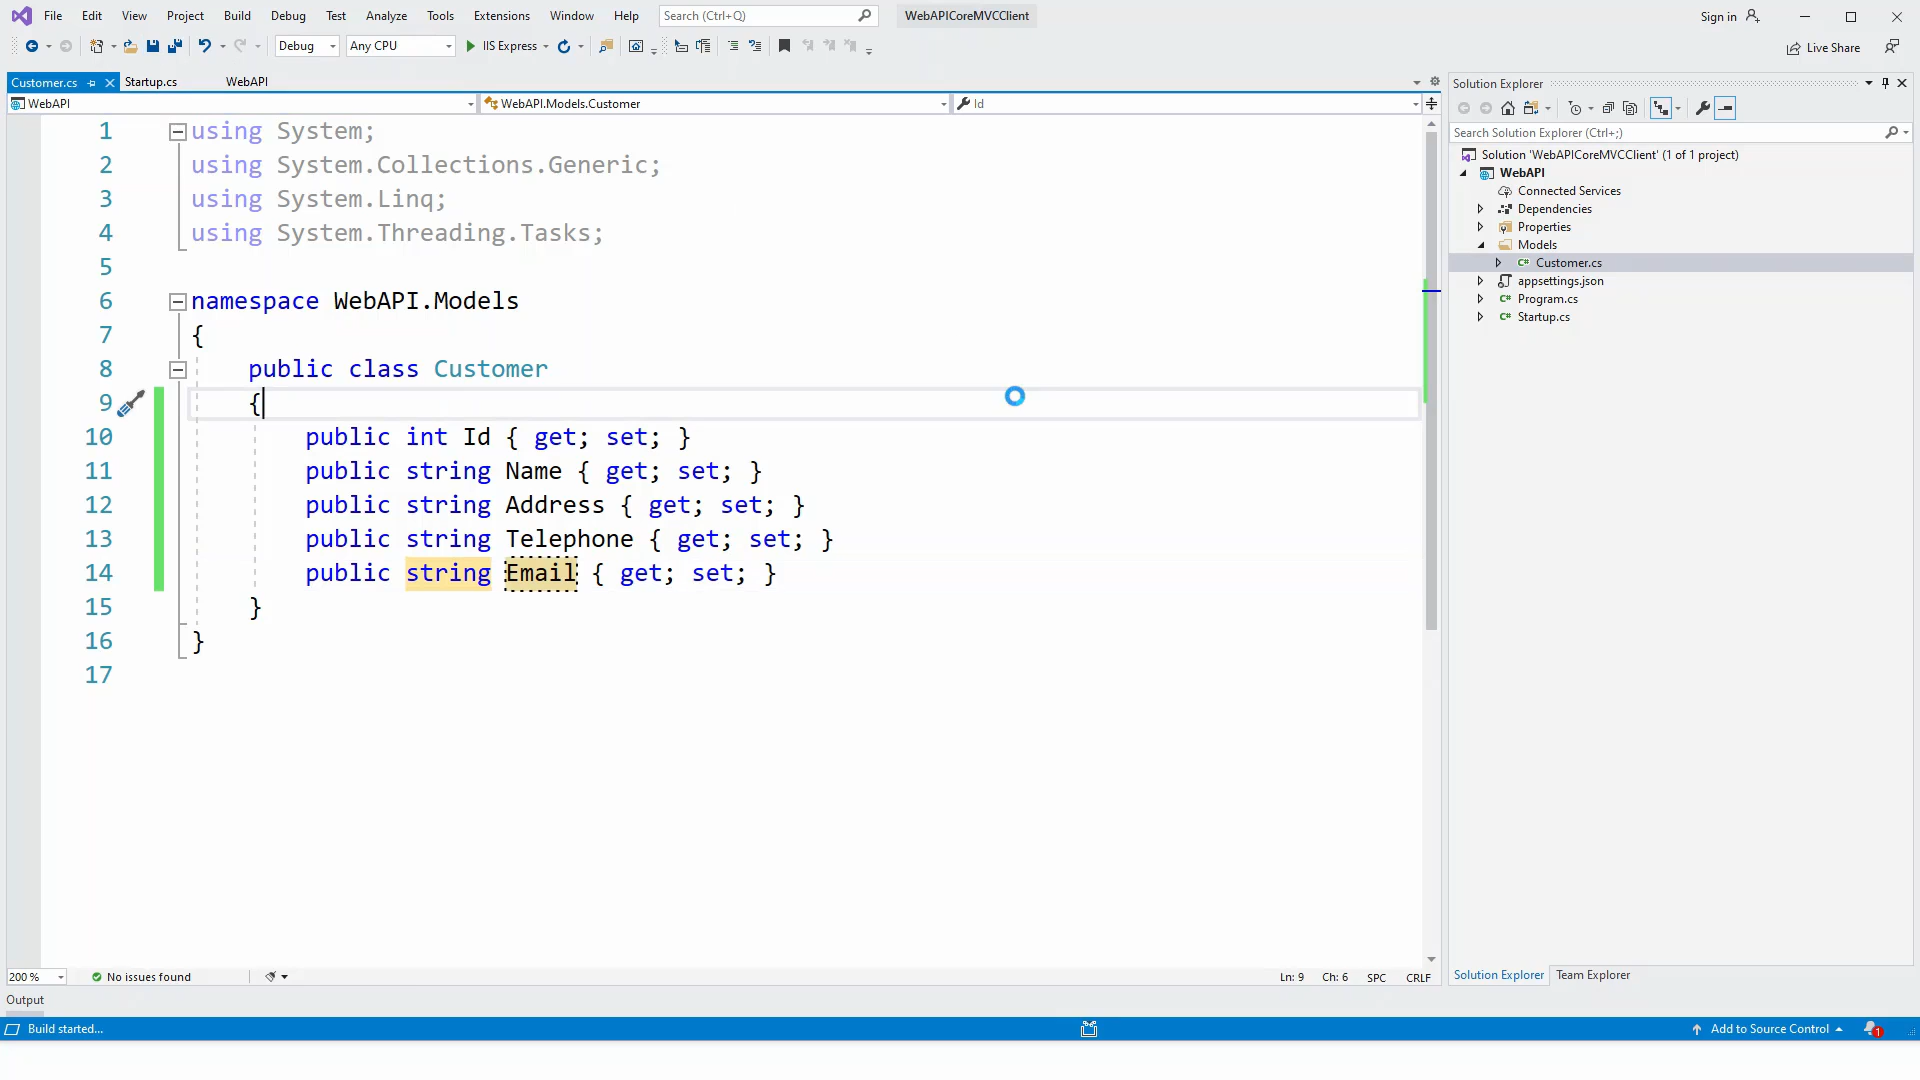 File Edit View Project Build Debug Test Analyze Tools Extensions Window Help Search (Ctrl+Q) WebAPICoreMVCClient Sign in
Debug Any CPU IIS Express Live Share
Customer.cs Startup.cs WebAPI
WebAPI WebAPI.Models.Customer Id
1 using System;
2 using System.Collections.Generic;
3 using System.Linq;
4 using System.Threading.Tasks;
5
6 namespace WebAPI.Models
7 {
8 public class Customer
9 {
10 public int Id { get; set; }
11 public string Name { get; set; }
12 public string Address { get; set; }
13 public string Telephone { get; set; }
14 public string Email { get; set; }
15 }
16 }
17
200 % No issues found Ln: 9 Ch: 6 SPC CRLF
Solution Explorer
Search Solution Explorer (Ctrl+;)
Solution 'WebAPICoreMVCClient' (1 of 1 project)
WebAPI
Connected Services
Dependencies
Properties
Models
C# Customer.cs
appsettings.json
C# Program.cs
C# Startup.cs
Solution Explorer Team Explorer
Output
Build started... Add to Source Control 1